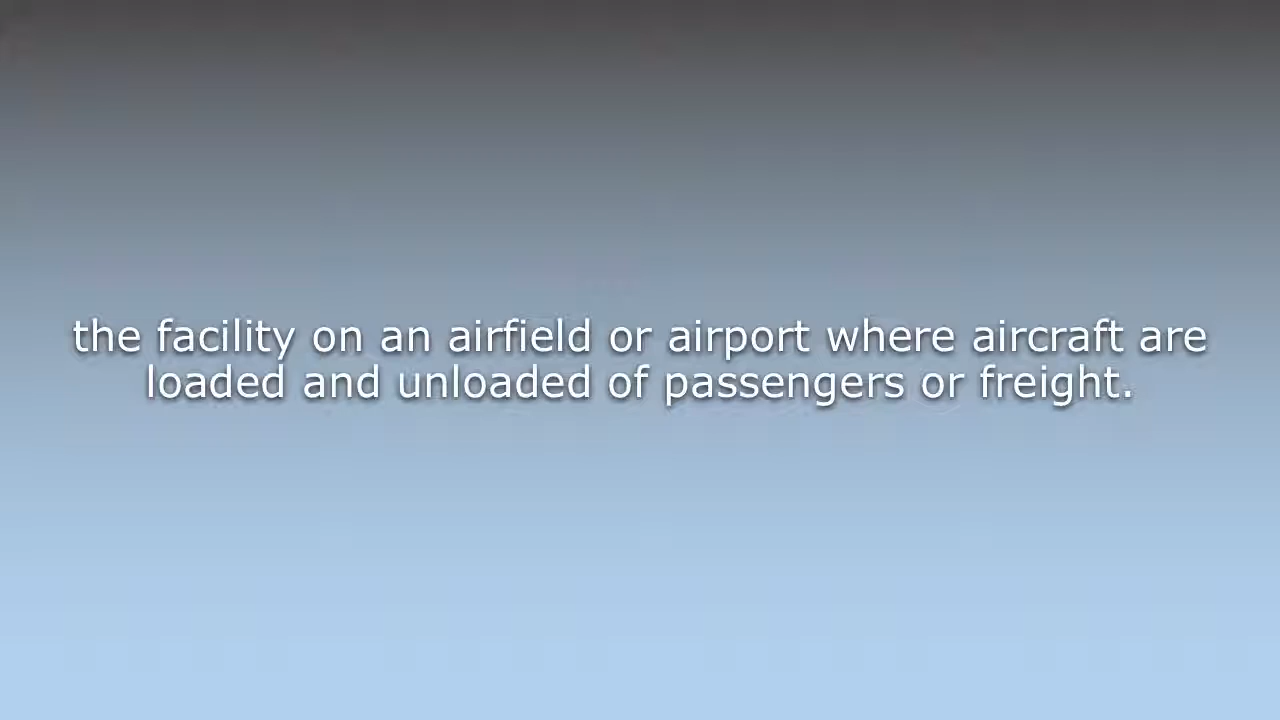 the facility on an airfield or airport where aircraft are
loaded and unloaded of passengers or freight.